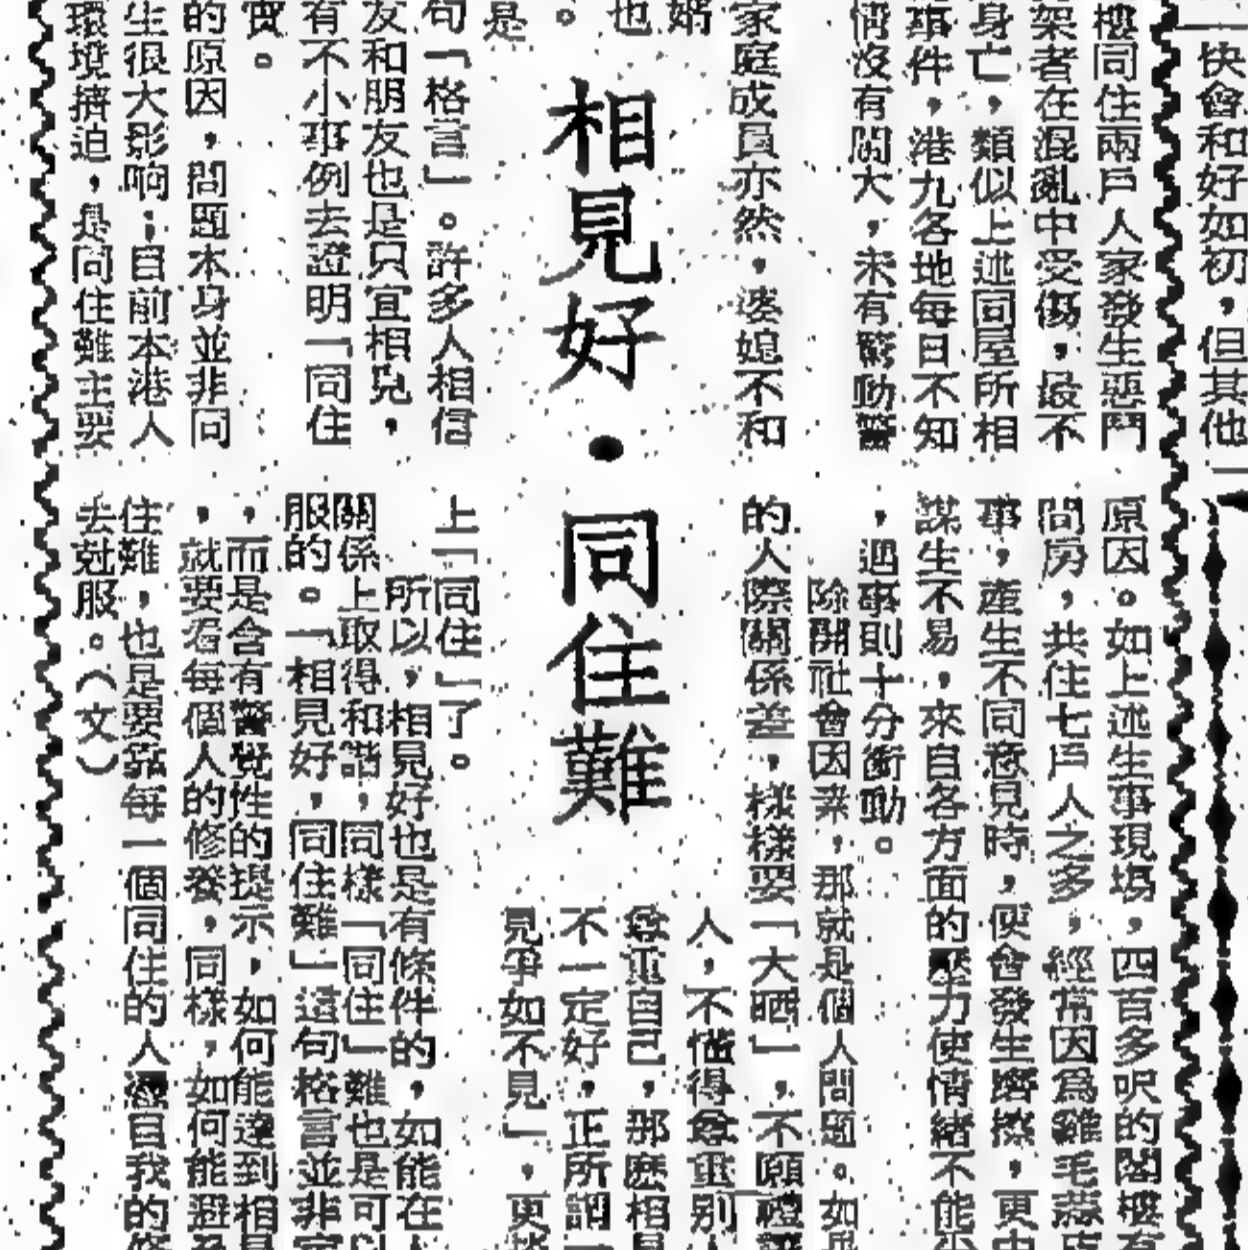 快會和好如初，但其他
樓同住兩戶人家發生惡鬥
架者在混亂中受傷，最不
身亡，類似上述同屋所相
事件，港九各地每日不知
情沒有鬧大，未有驚動警
家庭成員亦然，婆媳不和
婿
也
。
是
句「格言」。許多人相信
友和朋友也是只宜相見，
有不小事例去證明「同住
實。
的原因，問題本身並非同
生很大影响；自前本港人
環境擠迫，是同住難主要
相見好・同住難
原因。如上述生事現場，四百多呎的閣樓有
間房，共住七戶人之多，經常因爲雞毛蒜
事，產生不同意見時，便會發生磨擦，更由
謀生不易，來自各方面的壓力使情緒不能
，遇事則十分衝動。
除開社會因素，那就是個人問題。如
的人際關係差，樣樣要「大晒」，不願禮
人，不懂得尊重別
尊重自己，那麽相
不一定好，正所謂
見爭如不見」，更
上「同住」了。
所以，相見好也是有條件的，如能在
關係上取得和諧，同樣「同住」難也是可以
服的。「相見好，同住難」這句格言並非
，而是含有警覺性的提示，如何能達到相
，就要看每個人的修養，同樣，如何能避
住難，也是要靠每一個同住的人經自我的
去尅服。（文）